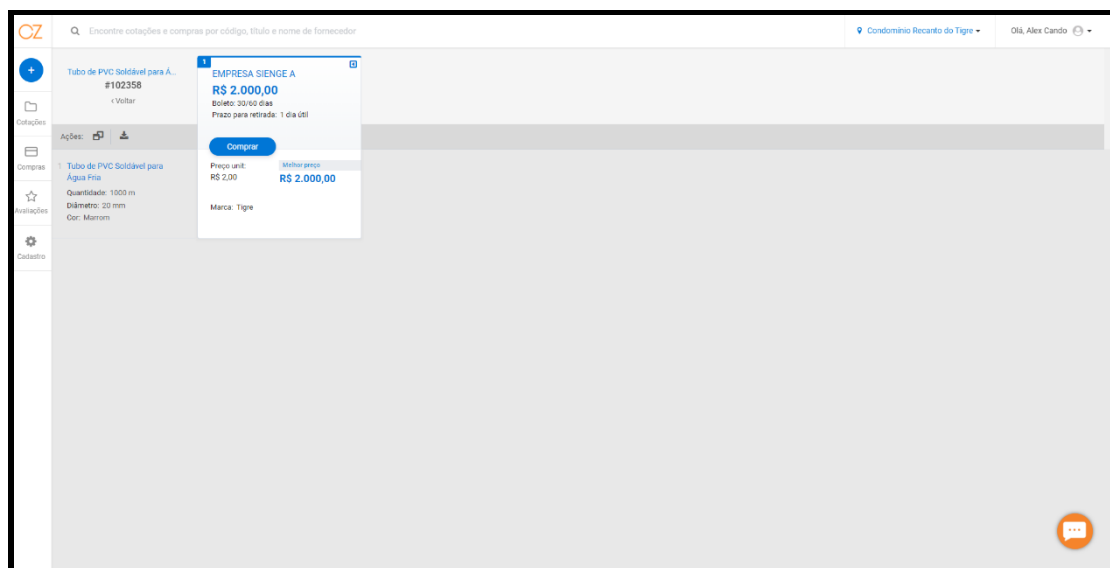 CZ
Encontre cotações e compras por código, título e nome de fornecedor
Condomínio Recanto do Tigre
Olá, Alex Cando
+
Cotações
Compras
Avaliações
Cadastro
Tubo de PVC Soldável para Á...
#102358
‹ Voltar
1
EMPRESA SIENGE A
R$ 2.000,00
Boleto: 30/60 dias
Prazo para retirada: 1 dia útil
Ações:
Comprar
1 Tubo de PVC Soldável para
Água Fria
Quantidade: 1000 m
Diâmetro: 20 mm
Cor: Marrom
Preço unit:
R$ 2,00
Melhor preço
R$ 2.000,00
Marca: Tigre